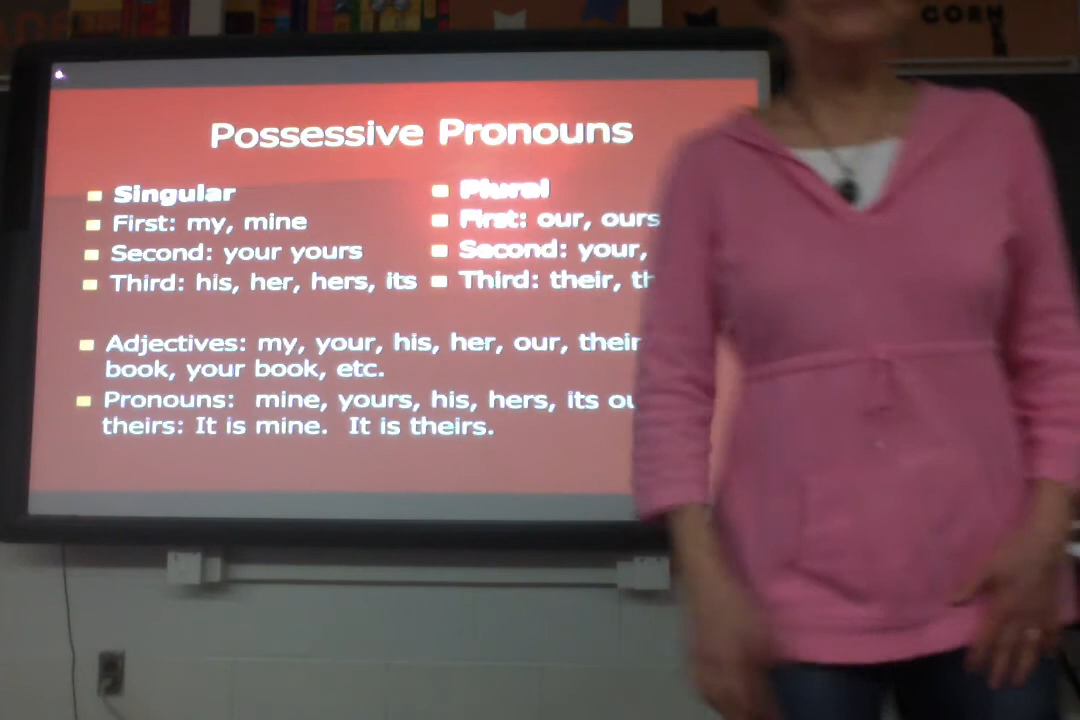 CORN
Possessive Pronouns
Singular
First: my, mine
Second: your yours
Third: his, her, hers, its
Plural
First: our, ours
Second: your,
Third: their,
Adjectives: my, your, his, her, our, their
book, your book, etc.
Pronouns: mine, yours, his, hers, its
theirs: It is mine. It is theirs.